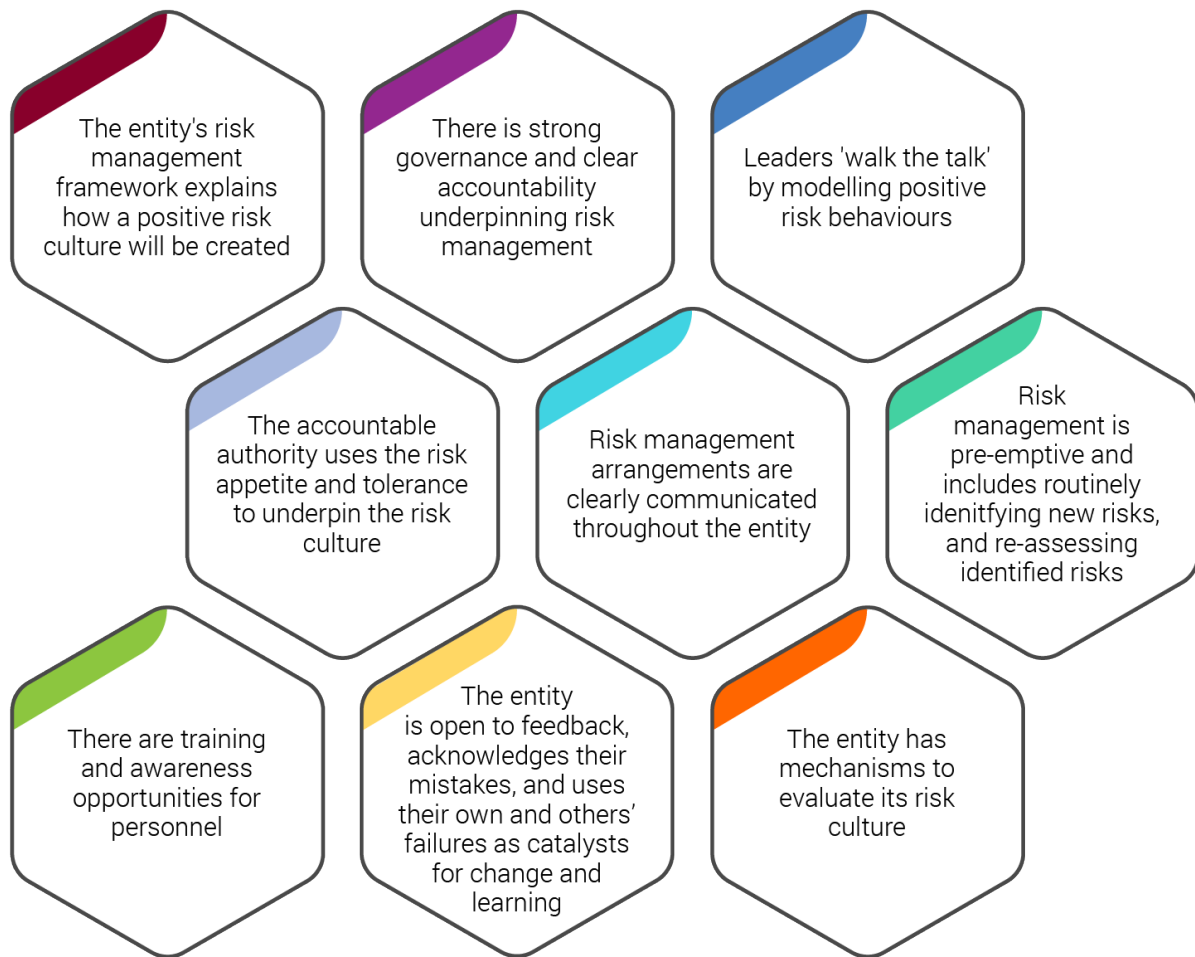 The entity's risk
management
framework explains
how a positive risk
culture will be created
There is strong
governance and clear
accountability
underpinning risk
management
Leaders 'walk the talk'
by modelling positive
risk behaviours
The accountable
authority uses the risk
appetite and tolerance
to underpin the risk
culture
Risk management
arrangements are
clearly communicated
throughout the entity
Risk
management is
pre-emptive and
includes routinely
idenitfying new risks,
and re-assessing
identified risks
There are training
and awareness
opportunities for
personnel
The entity
is open to feedback,
acknowledges their
mistakes, and uses
their own and others’
failures as catalysts
for change and
learning
The entity has
mechanisms to
evaluate its risk
culture